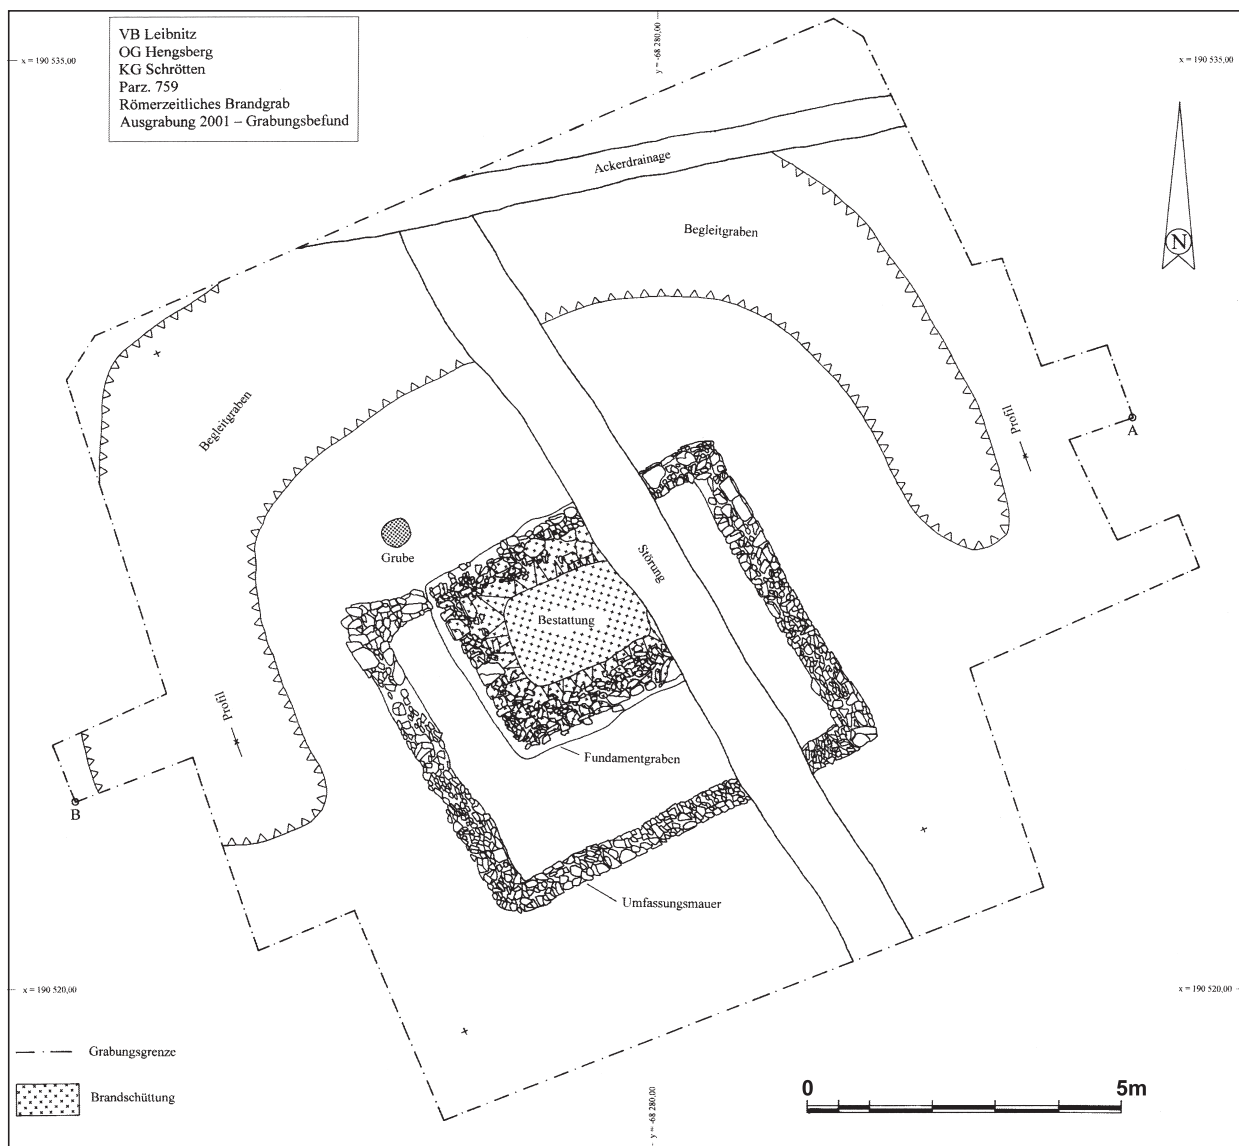 VB Leibnitz
OG Hengsberg
KG Schrötten
Parz. 759
Römerzeitliches Brandgrab
Ausgrabung 2001 – Grabungsbefund
y = -68 280,00
x = 190 535,00
x = 190 535,00
Ackerdrainage
Begleitgraben
N
Begleitgraben
Profil
A
Störung
Grube
Bestattung
Profil
Fundamentgraben
B
Umfassungsmauer
x = 190 520,00
x = 190 520,00
Grabungsgrenze
Brandschüttung
y = -68 280,00
0 5m